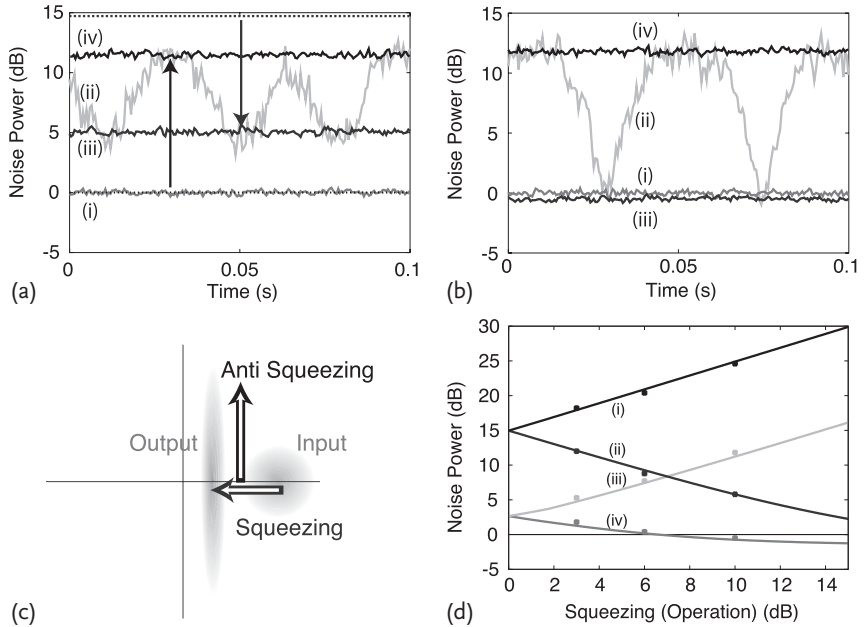 15
10
5
0
-5
Noise Power (dB)
(iv)
(ii)
(iii)
(i)
0
0.05
0.1
Time (s)
(a)
15
10
5
0
-5
Noise Power (dB)
(iv)
(ii)
(i)
(iii)
0
0.05
0.1
Time (s)
(b)
Anti Squeezing
Output
Input
Squeezing
(c)
30
25
20
15
10
5
0
-5
Noise Power (dB)
(i)
(ii)
(iii)
(iv)
0 2 4 6 8 10 12 14
Squeezing (Operation) (dB)
(d)